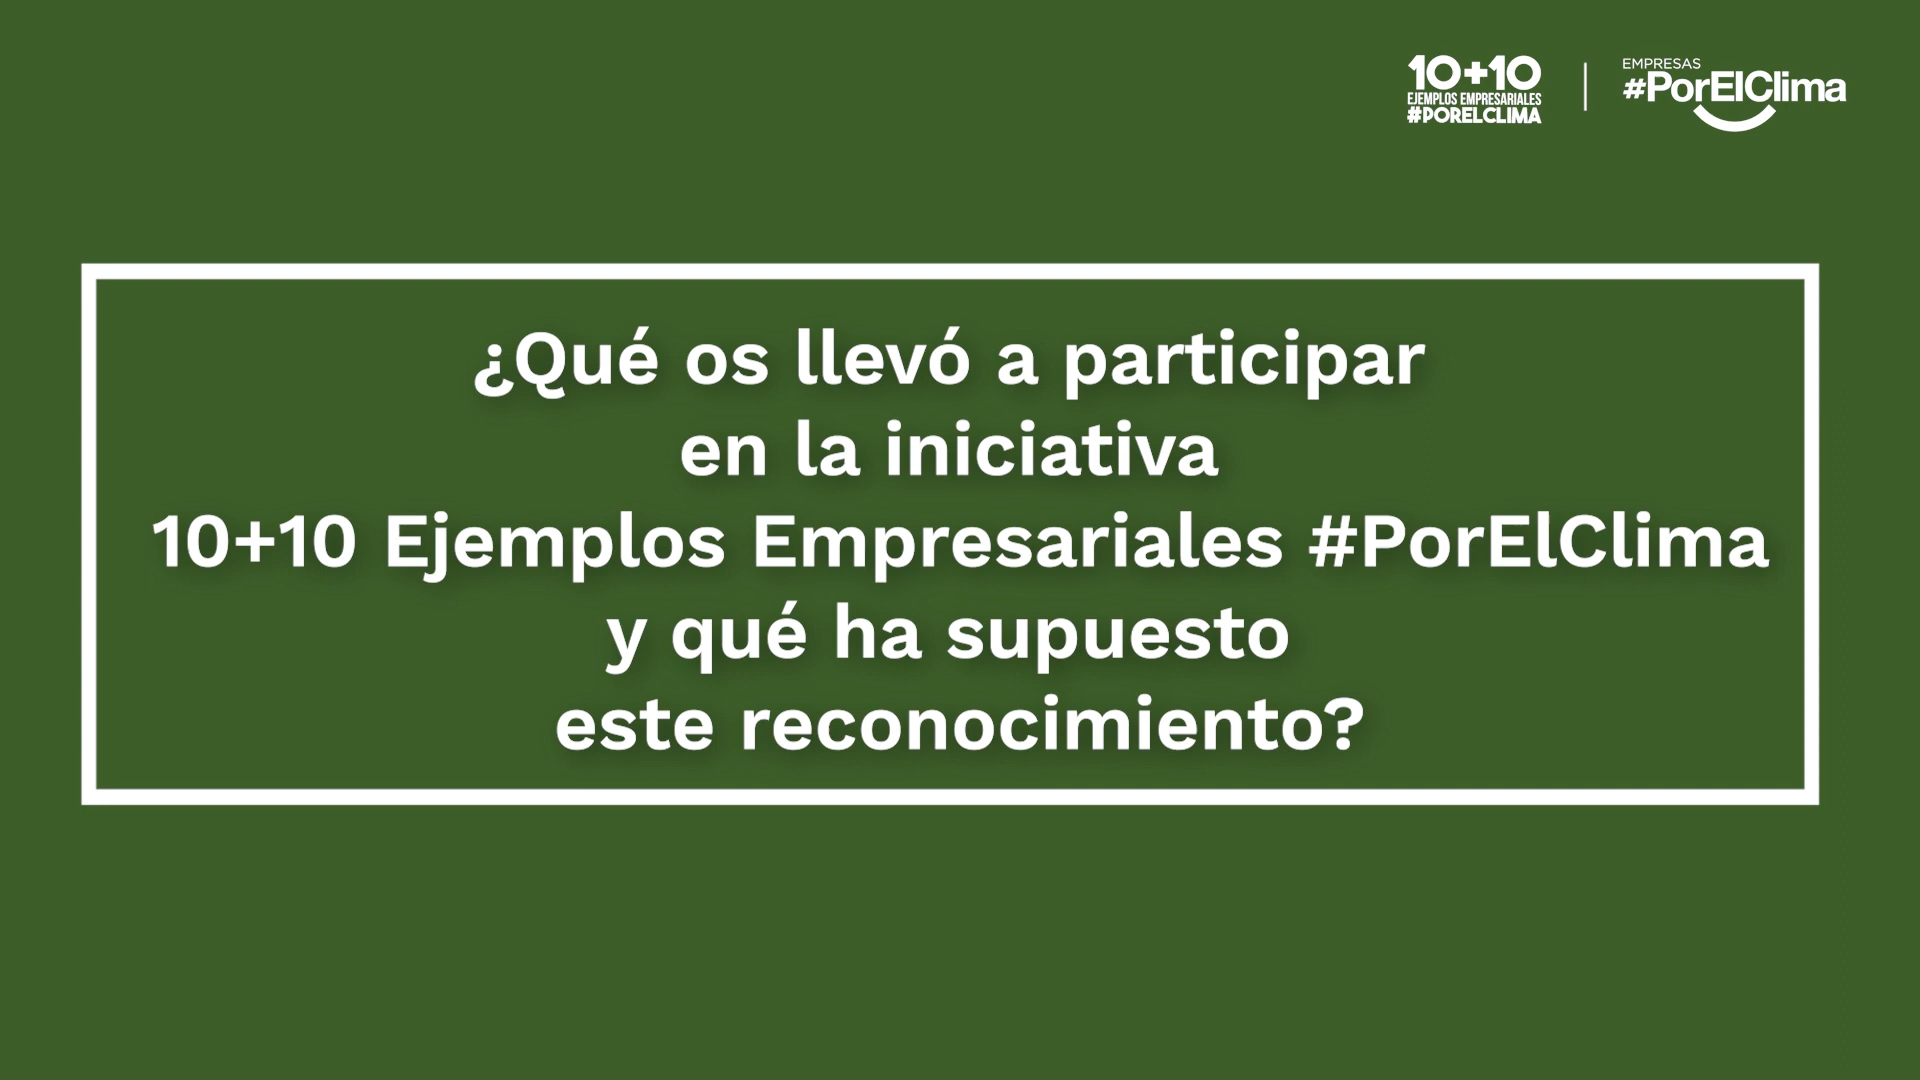 10+10
EJEMPLOS EMPRESARIALES
#PORELCLIMA
EMPRESAS
#PorElClima
¿Qué os llevó a participar
en la iniciativa
10+10 Ejemplos Empresariales #PorElClima
y qué ha supuesto
este reconocimiento?